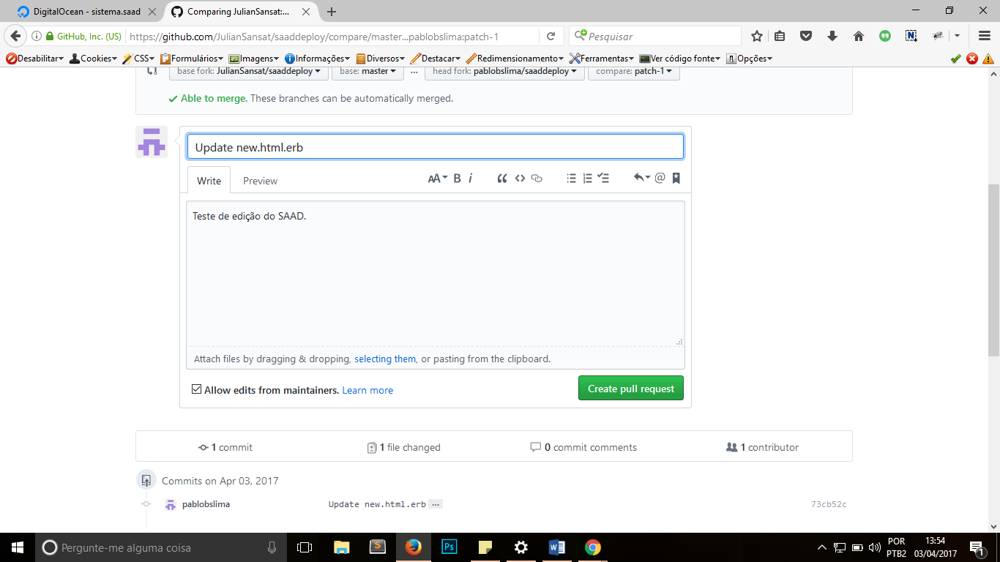 DigitalOcean - sistema.saad
Comparing JulianSansat:...
GitHub, Inc. (US)
https://github.com/JulianSansat/saaddeploy/compare/master...pablobslima:patch-1
Pesquisar
Desabilitar Cookies CSS Formulários Imagens Informações Diversos Destacar Redimensionamento Ferramentas Ver código fonte Opções
base fork: JulianSansat/saaddeploy base: master ... head fork: pablobslima/saaddeploy compare: patch-1
Able to merge. These branches can be automatically merged.
Update new.html.erb
Write Preview AA B i
Teste de edição do SAAD.
Attach files by dragging & dropping, selecting them, or pasting from the clipboard.
Allow edits from maintainers. Learn more
Create pull request
1 commit 1 file changed 0 commit comments 1 contributor
Commits on Apr 03, 2017
pablobslima Update new.html.erb ... 73cb52c
Pergunte-me alguma coisa
POR
PTB2
13:54
03/04/2017
1